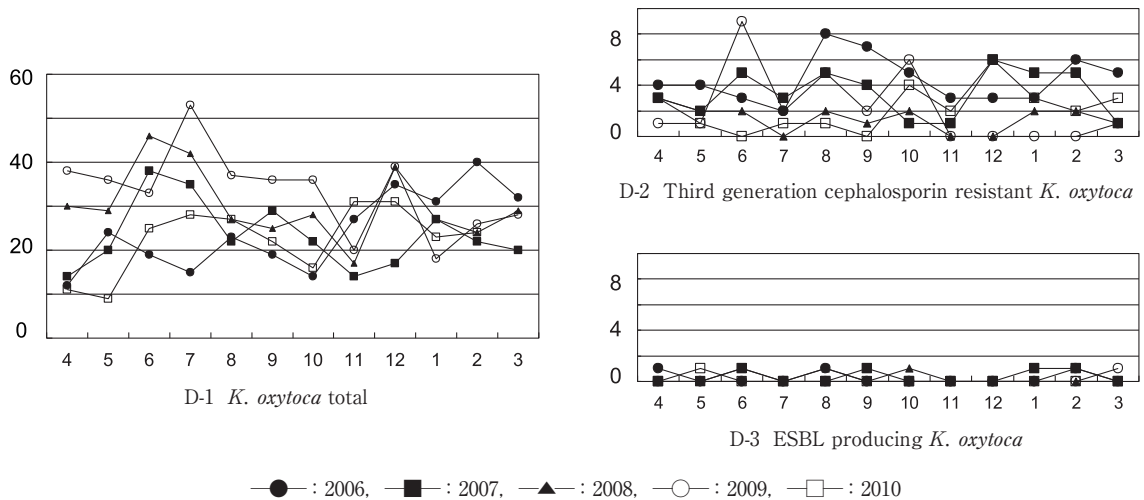 60
40
20
0
4 5 6 7 8 9 10 11 12 1 2 3
D-1 K. oxytoca total
8
4
0
4 5 6 7 8 9 10 11 12 1 2 3
D-2 Third generation cephalosporin resistant K. oxytoca
8
4
0
4 5 6 7 8 9 10 11 12 1 2 3
D-3 ESBL producing K. oxytoca
: 2006, : 2007, : 2008, : 2009, : 2010